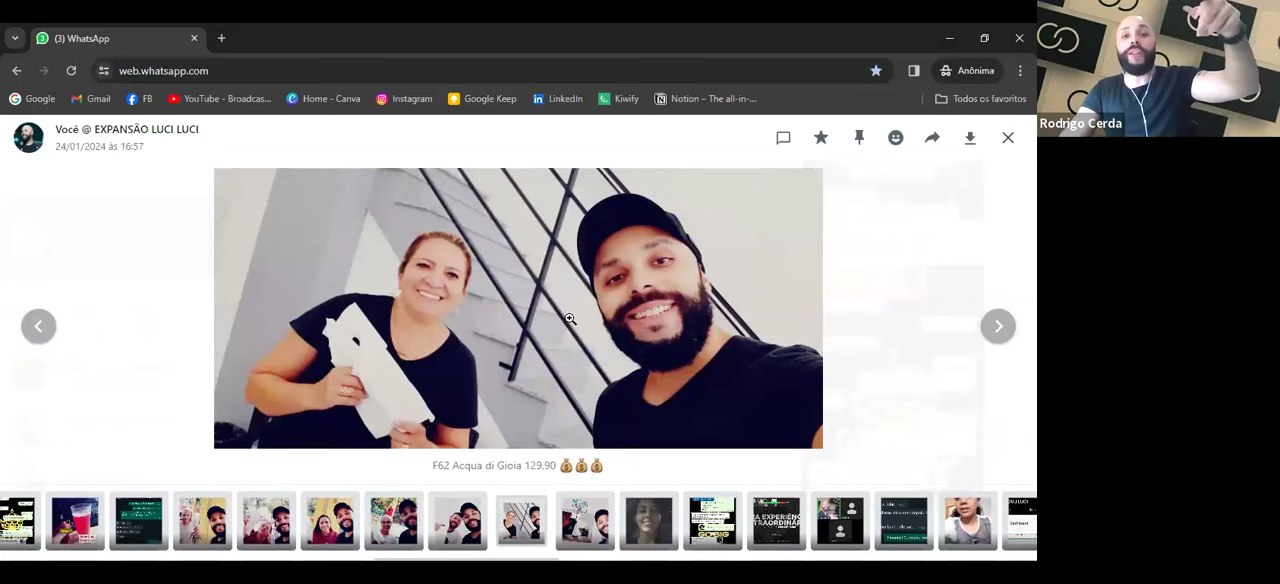 (3) WhatsApp
web.whatsapp.com
Anônima
Google
Gmail
FB
YouTube - Broadcas...
Home - Canva
Instagram
Google Keep
LinkedIn
Kiwify
Notion – The all-in-...
Todos os favoritos
Rodrigo Cerda
Você @ EXPANSÃO LUCI LUCI
24/01/2024 às 16:57
F62 Acqua di Gioia 129,90 💰💰💰
GO BIG